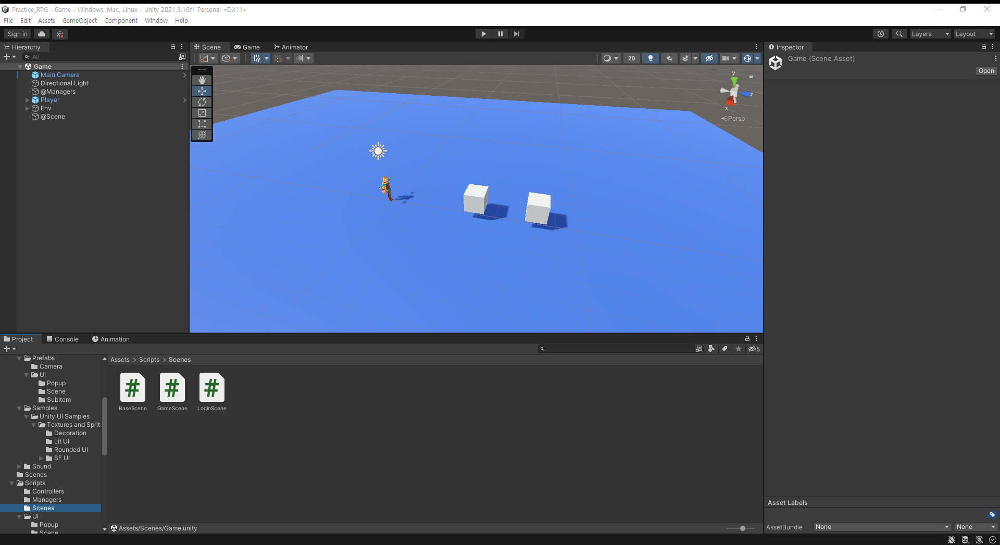 Practice_RPG - Game - Windows, Mac, Linux - Unity 2021.3.16f1 Personal <DX11>
File Edit Assets GameObject Component Window Help
Sign in
Layers Layout
Hierarchy
All
Game
Main Camera
Directional Light
@Managers
Player
Env
@Scene
Scene Game Animator
2D
y
z
x
Persp
Inspector
Game (Scene Asset)
Open
Project Console Animation
5
Prefabs
Camera
UI
Popup
Scene
SubItem
Samples
Unity UI Samples
Textures and Sprit
Decoration
Lit UI
Rounded UI
SF UI
Sound
Scenes
Scripts
Controllers
Managers
Scenes
UI
Popup
Scene
Assets > Scripts > Scenes
# # #
BaseScene GameScene LoginScene
Assets/Scenes/Game.unity
Asset Labels
AssetBundle None None